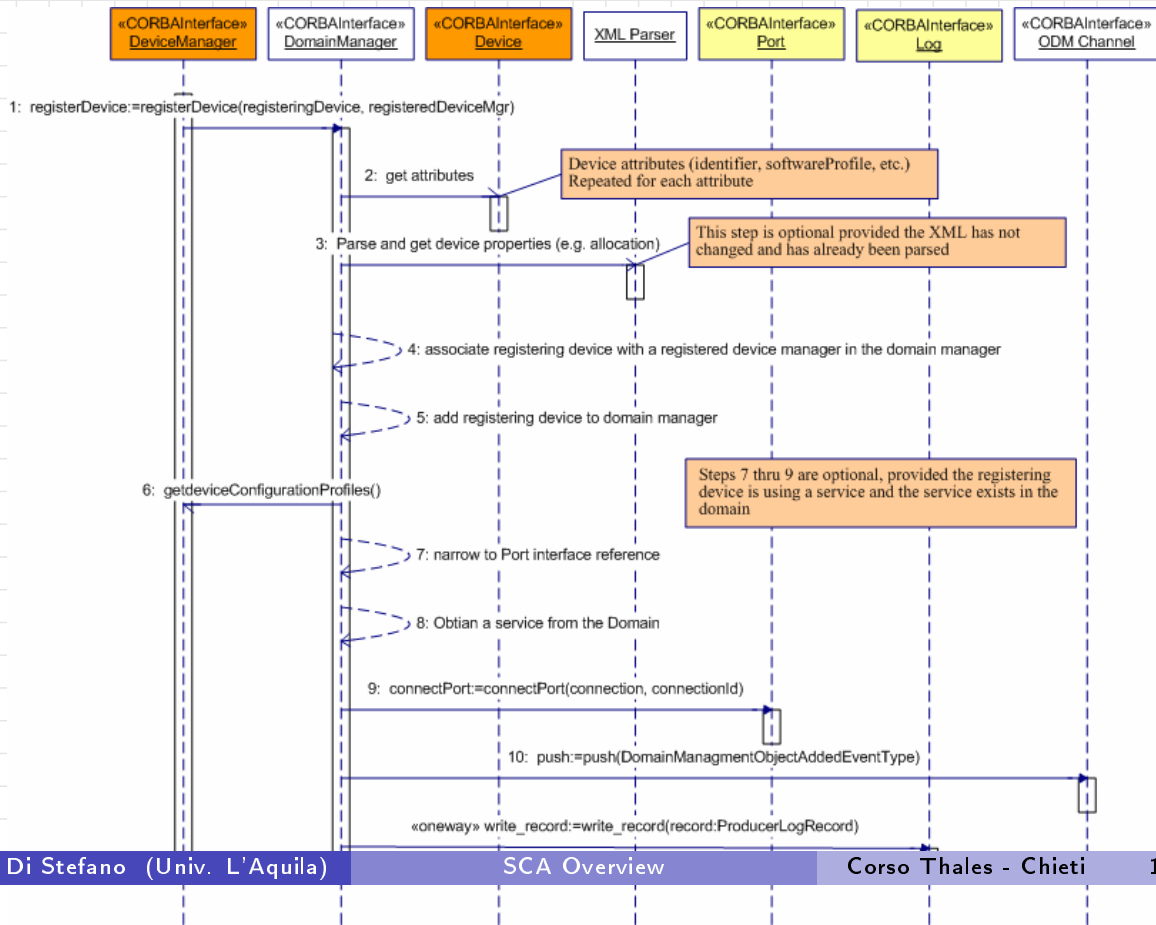 «CORBAInterface»
DeviceManager
«CORBAInterface»
DomainManager
«CORBAInterface»
Device
XML Parser
«CORBAInterface»
Port
«CORBAInterface»
Log
«CORBAInterface»
ODM Channel
1: registerDevice:=registerDevice(registeringDevice, registeredDeviceMgr)
2: get attributes
Device attributes (identifier, softwareProfile, etc.)
Repeated for each attribute
3: Parse and get device properties (e.g. allocation)
This step is optional provided the XML has not
changed and has already been parsed
4: associate registering device with a registered device manager in the domain manager
5: add registering device to domain manager
Steps 7 thru 9 are optional, provided the registering
device is using a service and the service exists in the
domain
6: getdeviceConfigurationProfiles()
7: narrow to Port interface reference
8: Obtian a service from the Domain
9: connectPort:=connectPort(connection, connectionId)
10: push:=push(DomainManagmentObjectAddedEventType)
«oneway» write_record:=write_record(record:ProducerLogRecord)
Di Stefano (Univ. L'Aquila)
SCA Overview
Corso Thales - Chieti
1